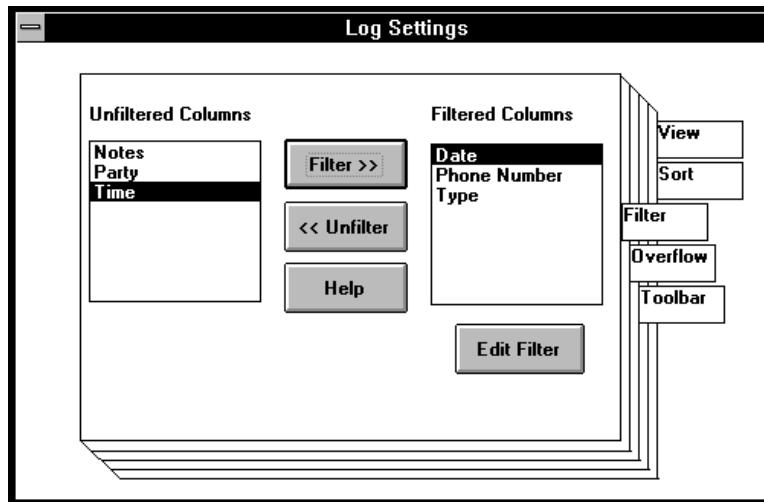 Log Settings
Unfiltered Columns
Notes
Party
Time
Filter >>
<< Unfilter
Help
Filtered Columns
Date
Phone Number
Type
Edit Filter
View
Sort
Filter
Overflow
Toolbar